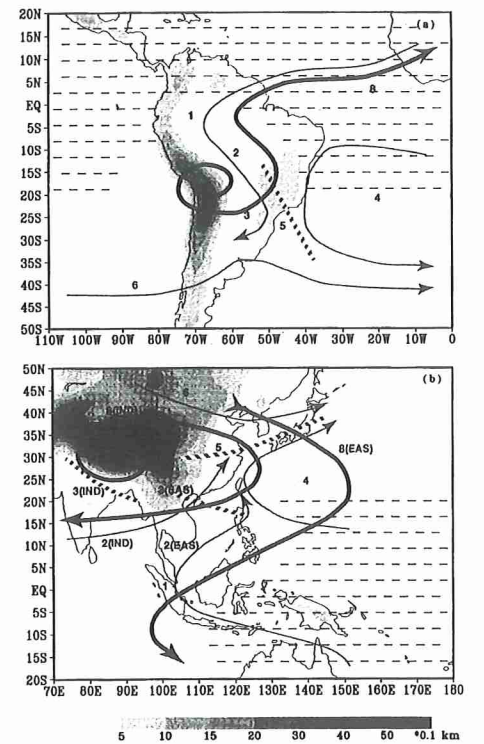 20N
(a)
15N
10N
5N
8
EQ
1
5S
2
10S
15S
4
20S
3
25S
5
30S
35S
6
40S
45S
50S
110W 100W 90W 80W 70W 60W 50W 40W 30W 20W 10W 0
50N
(b)
45N
6
40N
35N
5
8(EAS)
30N
3(IND)
4
25N
20N
15N
2(IND) 2(EAS)
10N
5N
EQ
1
5S
10S
15S
20S
70E 80E 90E 100E 110E 120E 130E 140E 150E 160E 170E 180
5 10 15 20 30 50 *0.1 km